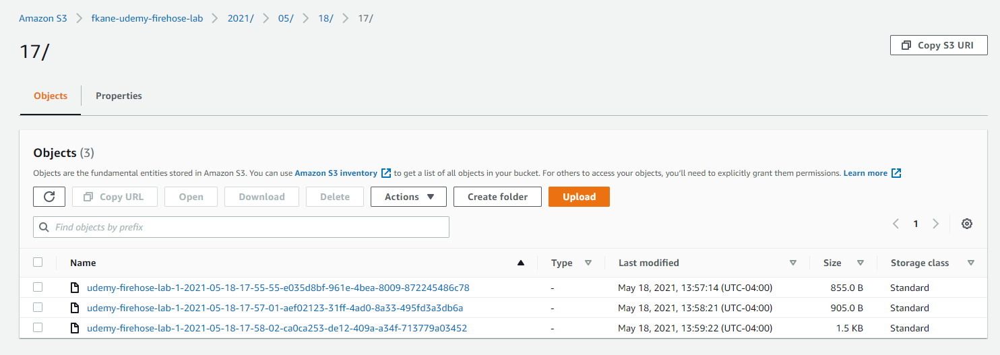 Amazon S3 > fkane-udemy-firehose-lab > 2021/ > 05/ > 18/ > 17/
17/
Copy S3 URI
Objects Properties
Objects (3)
Objects are the fundamental entities stored in Amazon S3. You can use Amazon S3 inventory to get a list of all objects in your bucket. For others to access your objects, you'll need to explicitly grant them permissions. Learn more
Copy URL Open Download Delete Actions Create folder Upload
Find objects by prefix
1
Name Type Last modified Size Storage class
udemy-firehose-lab-1-2021-05-18-17-55-55-e035d8bf-961e-4bea-8009-872245486c78 - May 18, 2021, 13:57:14 (UTC-04:00) 855.0 B Standard
udemy-firehose-lab-1-2021-05-18-17-57-01-aef02123-31ff-4ad0-8a33-495fd3a3db6a - May 18, 2021, 13:58:21 (UTC-04:00) 905.0 B Standard
udemy-firehose-lab-1-2021-05-18-17-58-02-ca0ca253-de12-409a-a34f-713779a03452 - May 18, 2021, 13:59:22 (UTC-04:00) 1.5 KB Standard